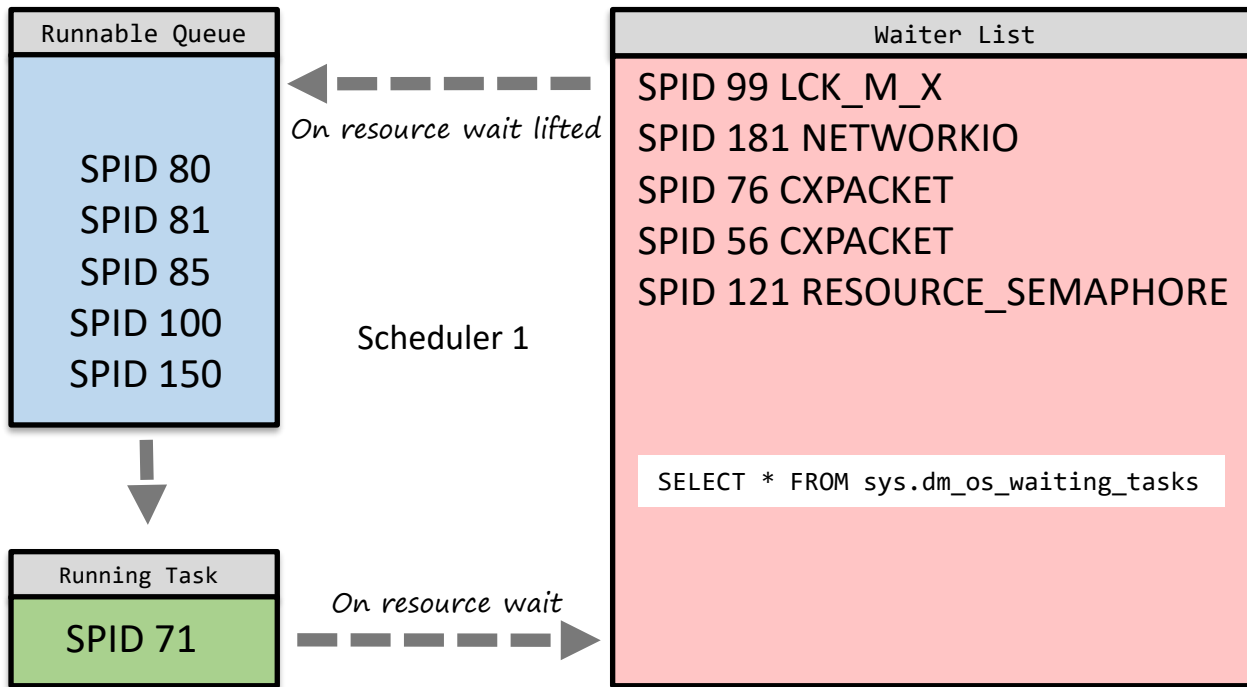 Runnable Queue
SPID 80
SPID 81
SPID 85
SPID 100
SPID 150
On resource wait lifted
Scheduler 1
Waiter List
SPID 99 LCK_M_X
SPID 181 NETWORKIO
SPID 76 CXPACKET
SPID 56 CXPACKET
SPID 121 RESOURCE_SEMAPHORE
SELECT * FROM sys.dm_os_waiting_tasks
Running Task
SPID 71
On resource wait